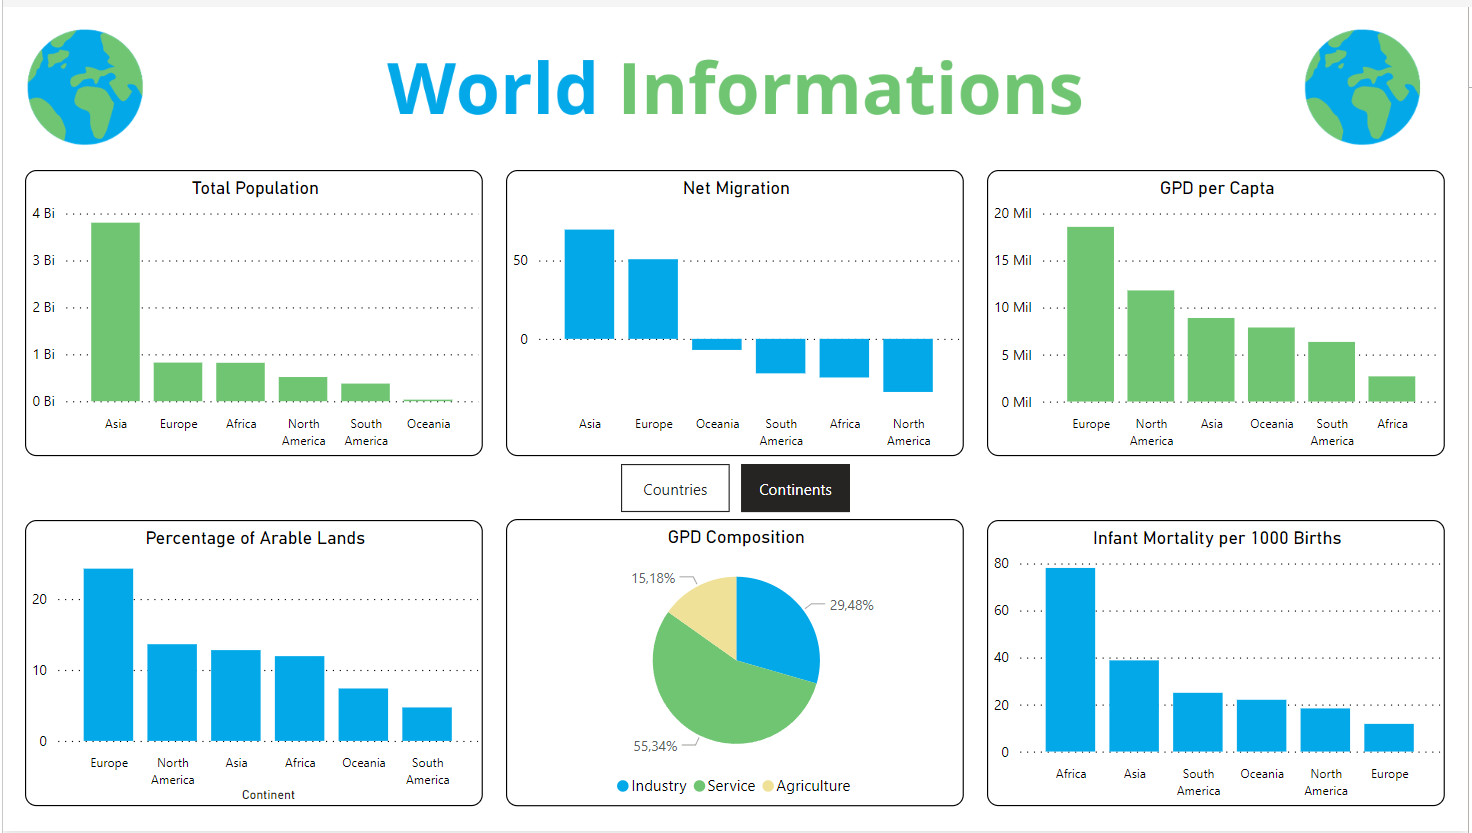 World Informations
Total Population
4 Bi
3 Bi
2 Bi
1 Bi
0 Bi
Asia
Europe
Africa
North
America
South
America
Oceania
Net Migration
50
0
Asia
Europe
Oceania
South
America
Africa
North
America
GPD per Capta
20 Mil
15 Mil
10 Mil
5 Mil
0 Mil
Europe
North
America
Asia
Oceania
South
America
Africa
Countries
Continents
Percentage of Arable Lands
20
10
0
Europe
North
America
Asia
Africa
Oceania
South
America
Continent
GPD Composition
15,18%
29,48%
55,34%
Industry
Service
Agriculture
Infant Mortality per 1000 Births
80
60
40
20
0
Africa
Asia
South
America
Oceania
North
America
Europe